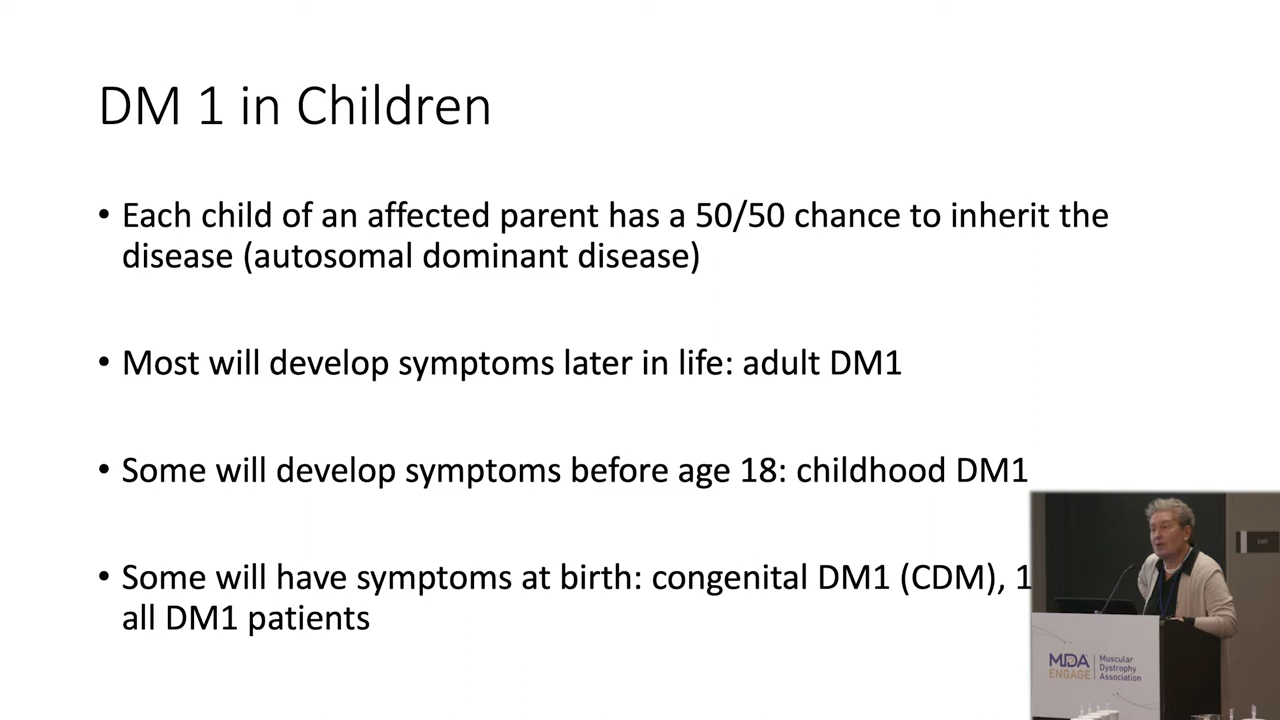 DM 1 in Children
• Each child of an affected parent has a 50/50 chance to inherit the
disease (autosomal dominant disease)
• Most will develop symptoms later in life: adult DM1
• Some will develop symptoms before age 18: childhood DM1
• Some will have symptoms at birth: congenital DM1 (CDM), 1
all DM1 patients
EXIT
MDA
ENGAGE
Muscular
Dystrophy
Association